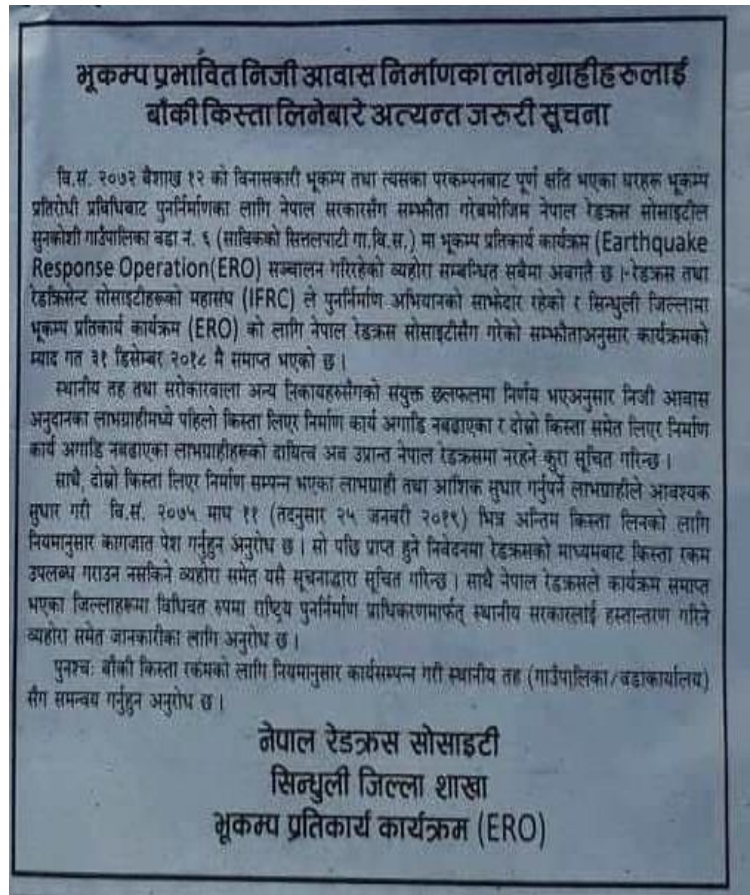 भूकम्प प्रभावित निजी आवास निर्माणका लाभग्राहीहरुलाई
बाँकी किस्ता लिनेबारे अत्यन्त जरुरी सूचना
वि.सं. २०७२ बैशाख १२ को विनासकारी भूकम्प तथा त्यसका परकम्पनबाट पूर्ण क्षति भएका घरहरू भूकम्प
प्रतिरोधी प्रविधिबाट पुनर्निर्माणका लागि नेपाल सरकारसँग सम्झौता गरेबमोजिम नेपाल रेडक्रस सोसाइटीले
सुनकोशी गाउँपालिका वडा नं. ६ (साविकको सित्तलपाटी गा.वि.स.) मा भूकम्प प्रतिकार्य कार्यक्रम (Earthquake
Response Operation(ERO) सञ्चालन गरिरहेको व्यहोरा सम्बन्धित सबैमा अवगतै छ ।-रेडक्रस तथा
रेडक्रिसेन्ट सोसाइटीहरूको महासंघ (IFRC) ले पुनर्निर्माण अभियानको साझेदार रहेको र सिन्धुली जिल्लामा
भूकम्प प्रतिकार्य कार्यक्रम (ERO) को लागि नेपाल रेडक्रस सोसाइटीसँग गरेको सम्झौताअनुसार कार्यक्रमको
म्याद गत ३१ डिसेम्बर २०१८ मै समाप्त भएको छ ।
स्थानीय तह तथा सरोकारवाला अन्य निकायहरुसँगको संयुक्त छलफलमा निर्णय भएअनुसार निजी आवास
अनुदानका लाभग्राहीमध्ये पहिलो किस्ता लिएर निर्माण कार्य अगाडि नबढाएका र दोस्रो किस्ता समेत लिएर निर्माण
कार्य अगाडि नबढाएका लाभग्राहीहरूको दायित्व अब उप्रान्त नेपाल रेडक्रसमा नरहने कुरा सूचित गरिन्छ ।
साथै, दोस्रो किस्ता लिएर निर्माण सम्पन्न भएका लाभग्राही तथा आंशिक सुधार गर्नुपर्ने लाभग्राहीले आवश्यक
सुधार गरी वि.सं. २०७५ माघ ११ (तदनुसार २५ जनवरी २०१९) भित्र अन्तिम किस्ता लिनको लागि
नियमानुसार कागजात पेश गर्नुहुन अनुरोध छ । सो पछि प्राप्त हुने निवेदनमा रेडक्रसको माध्यमबाट किस्ता रकम
उपलब्ध गराउन नसकिने व्यहोरा समेत यसै सूचनाद्वारा सूचित गरिन्छ । साथै नेपाल रेडक्रसले कार्यक्रम समाप्त
भएका जिल्लाहरूमा विधिवत रुपमा राष्ट्रिय पुनर्निर्माण प्राधिकरणमार्फत् स्थानीय सरकारलाई हस्तान्तरण गरिने
व्यहोरा समेत जानकारीका लागि अनुरोध छ ।
पुनश्चः बाँकी किस्ता रकमको लागि नियमानुसार कार्यसम्पन्न गरी स्थानीय तह (गाउँपालिका/वडाकार्यालय)
सँग समन्वय गर्नुहुन अनुरोध छ ।
नेपाल रेडक्रस सोसाइटी
सिन्धुली जिल्ला शाखा
भूकम्प प्रतिकार्य कार्यक्रम (ERO)